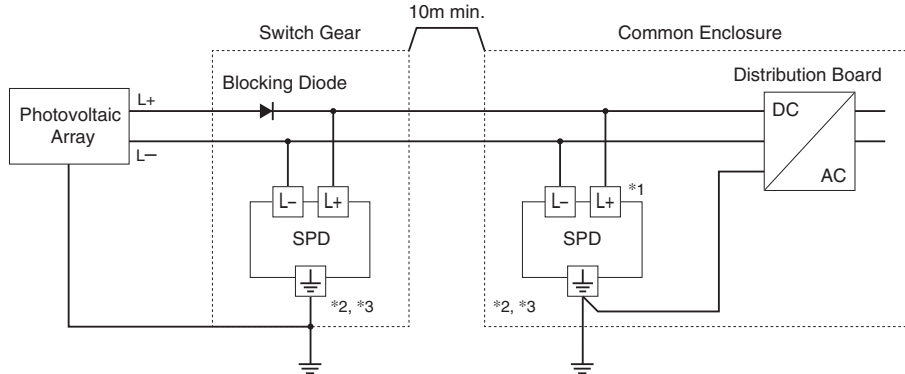 10m min.
Switch Gear
Common Enclosure
Blocking Diode
Distribution Board
Photovoltaic
Array
L+
L−
DC
AC
L−
L+
SPD
*2, *3
L−
L+
*1
SPD
*2, *3